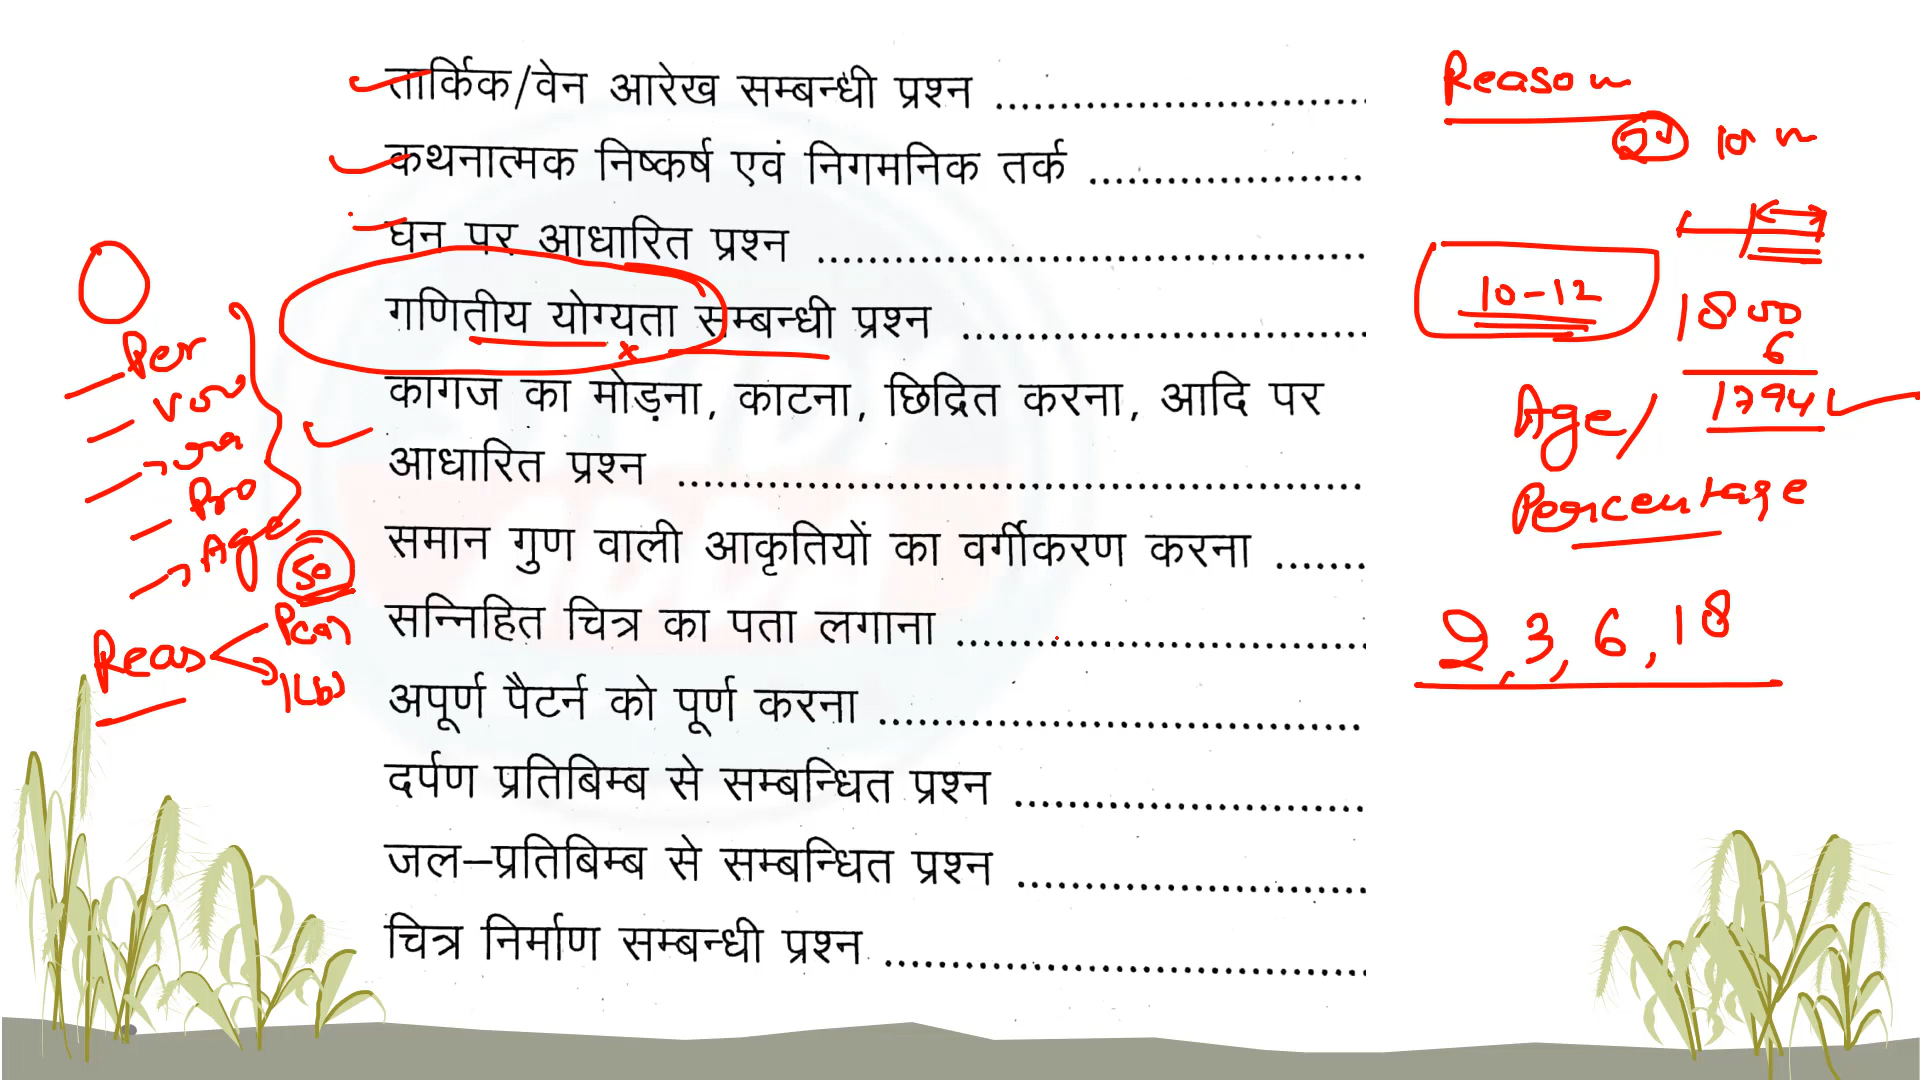 तार्किक/वेन आरेख सम्बन्धी प्रश्न ..............................
कथनात्मक निष्कर्ष एवं निगमनिक तर्क ......................
घन पर आधारित प्रश्न ............................................
गणितीय योग्यता सम्बन्धी प्रश्न .................................
कागज का मोड़ना, काटना, छिद्रित करना, आदि पर
आधारित प्रश्न .......................................................
समान गुण वाली आकृतियों का वर्गीकरण करना .......
सन्निहित चित्र का पता लगाना ................................
अपूर्ण पैटर्न को पूर्ण करना ......................................
दर्पण प्रतिबिम्ब से सम्बन्धित प्रश्न ...........................
जल–प्रतिबिम्ब से सम्बन्धित प्रश्न ...........................
चित्र निर्माण सम्बन्धी प्रश्न .....................................
Reason
10-12
1800
6
1794
Age/
Percentage
2, 3, 6, 18
Per
Pro
Age
50
Reas